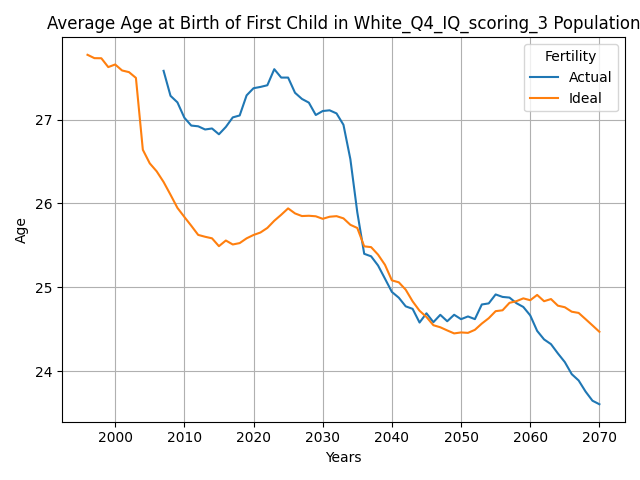 Average Age at Birth of First Child in White_Q4_IQ_scoring_3 Population
Fertility
Actual
Ideal
Age
27
26
25
24
2000 2010 2020 2030 2040 2050 2060 2070
Years